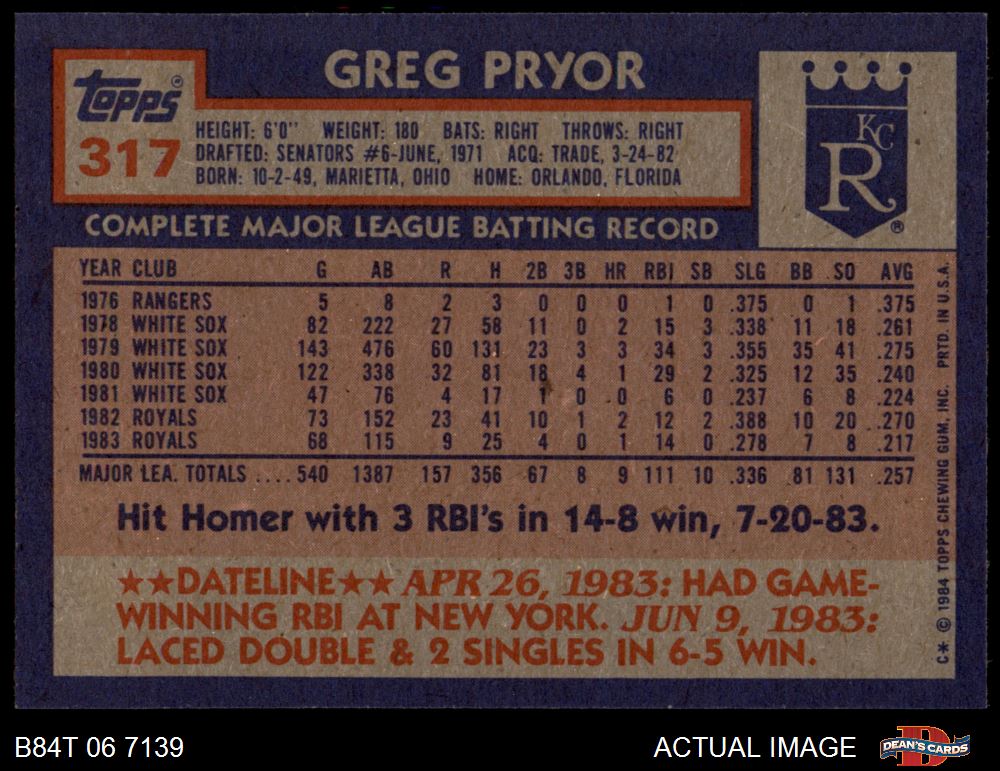 GREG PRYOR
Topps®
317
HEIGHT: 6'0" WEIGHT: 180 BATS: RIGHT THROWS: RIGHT
DRAFTED: SENATORS #6-JUNE, 1971 ACQ: TRADE, 3-24-82
BORN: 10-2-49, MARIETTA, OHIO HOME: ORLANDO, FLORIDA
KC
R
®
COMPLETE MAJOR LEAGUE BATTING RECORD
YEAR CLUB G AB R H 2B 3B HR RBI SB SLG BB SO AVG
1976 RANGERS 5 8 2 3 0 0 0 1 0 .375 0 1 .375
1978 WHITE SOX 82 222 27 58 11 0 2 15 3 .338 11 18 .261
1979 WHITE SOX 143 476 60 131 23 3 3 34 3 .355 35 41 .275
1980 WHITE SOX 122 338 32 81 18 4 1 29 2 .325 12 35 .240
1981 WHITE SOX 47 76 4 17 1 0 0 6 0 .237 6 8 .224
1982 ROYALS 73 152 23 41 10 1 2 12 2 .388 10 20 .270
1983 ROYALS 68 115 9 25 4 0 1 14 0 .278 7 8 .217
MAJOR LEA. TOTALS .... 540 1387 157 356 67 8 9 111 10 .336 81 131 .257
Hit Homer with 3 RBI's in 14-8 win, 7-20-83.
★★DATELINE★★ APR 26, 1983: HAD GAME-
WINNING RBI AT NEW YORK. JUN 9, 1983:
LACED DOUBLE & 2 SINGLES IN 6-5 WIN.
C* © 1984 TOPPS CHEWING GUM, INC. PRTD. IN U.S.A.
B84T 06 7139
ACTUAL IMAGE
DEAN'S CARDS